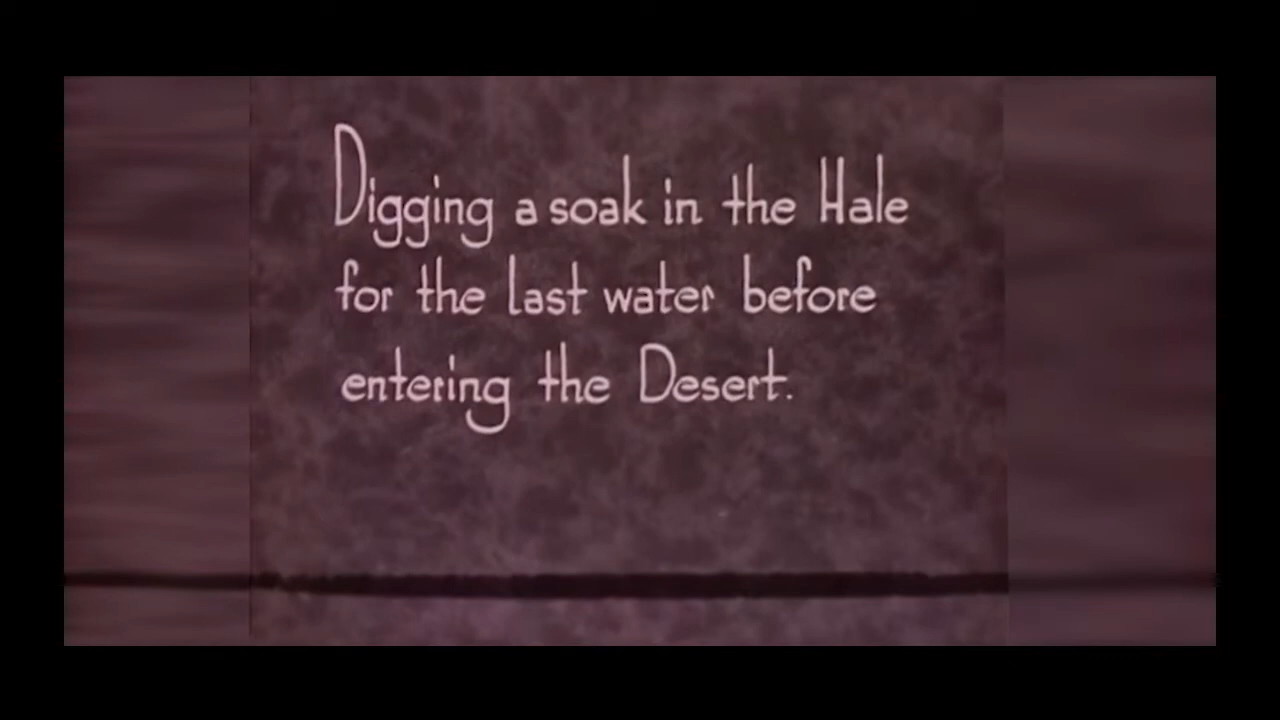 Digging a soak in the Hale
for the last water before
entering the Desert.